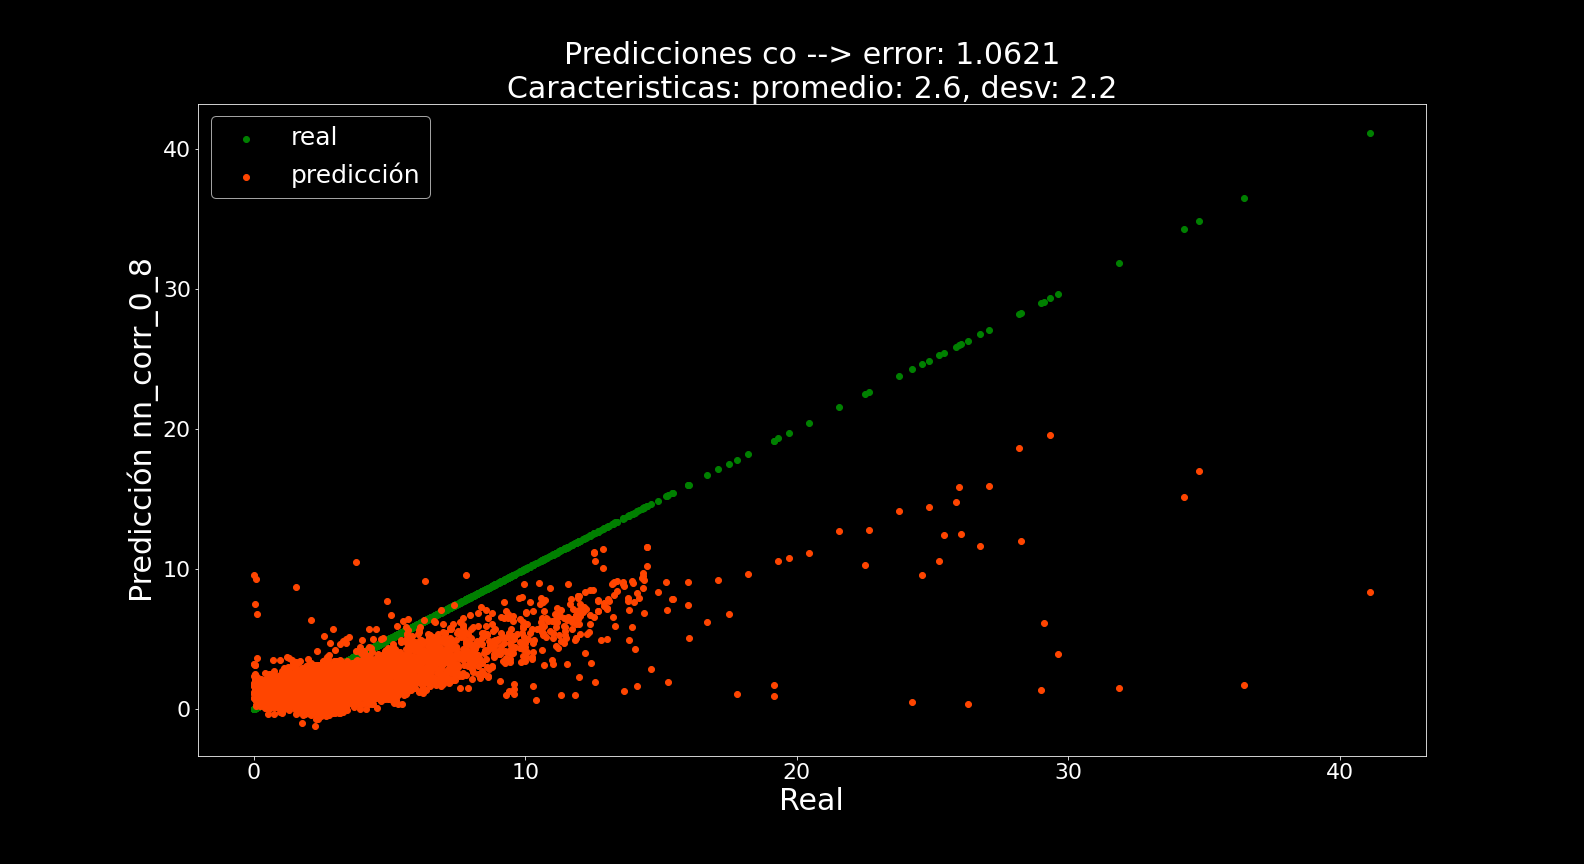 Predicciones co --> error: 1.0621
Caracteristicas: promedio: 2.6, desv: 2.2
real
predicción
Predicción nn_corr_0_8
40
30
20
10
0
0 10 20 30 40
Real